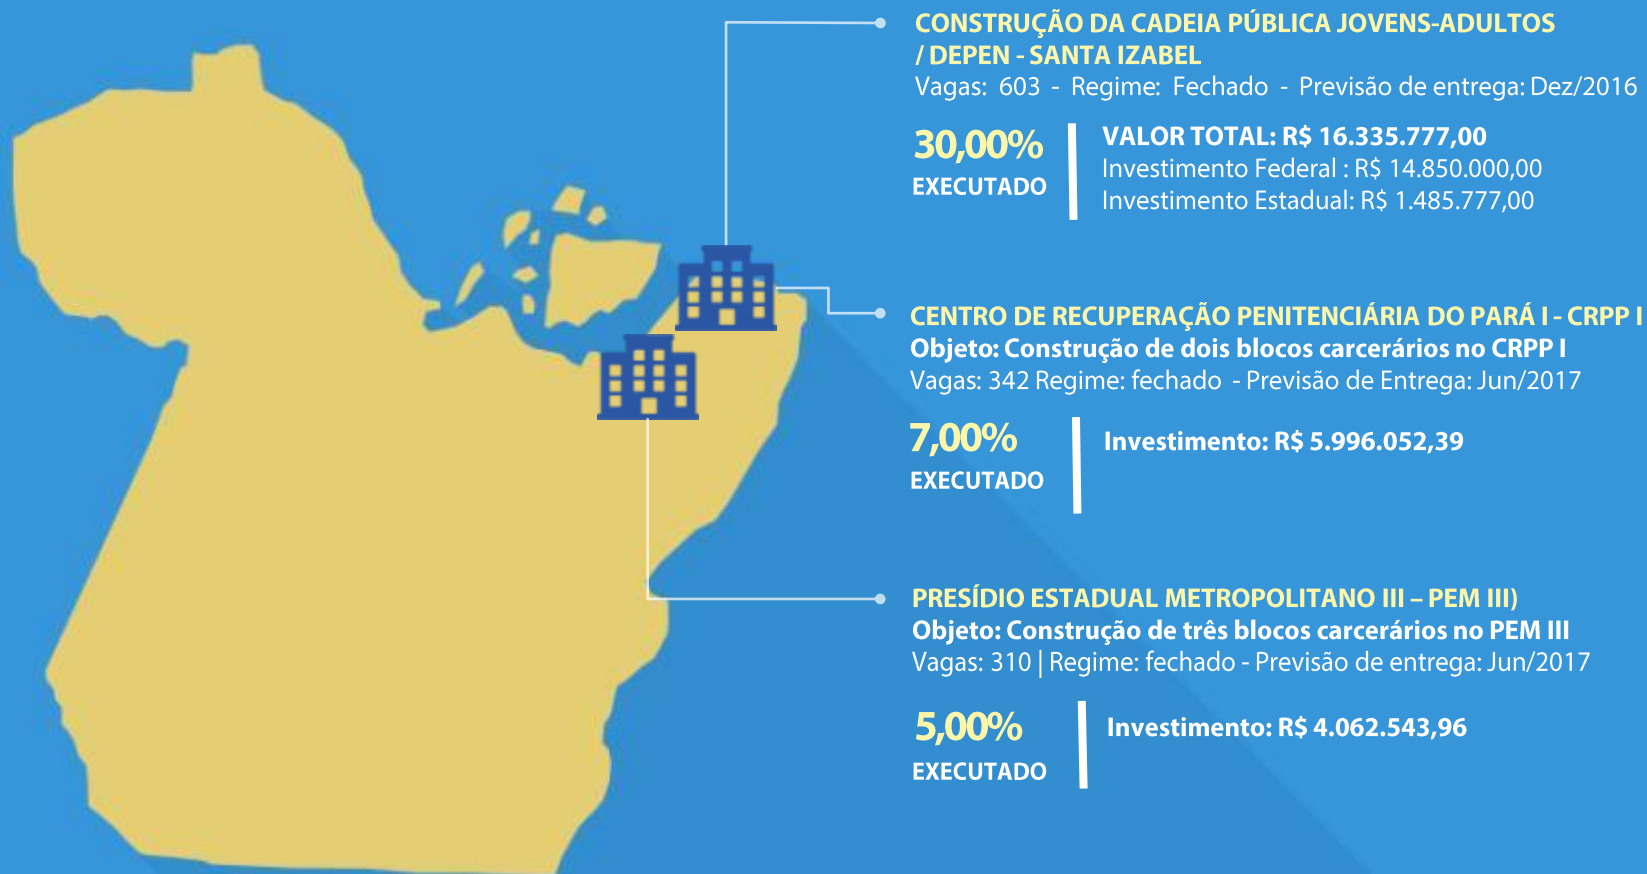 CONSTRUÇÃO DA CADEIA PÚBLICA JOVENS-ADULTOS
/ DEPEN - SANTA IZABEL
Vagas: 603 - Regime: Fechado - Previsão de entrega: Dez/2016
30,00%
EXECUTADO
VALOR TOTAL: R$ 16.335.777,00
Investimento Federal : R$ 14.850.000,00
Investimento Estadual: R$ 1.485.777,00
CENTRO DE RECUPERAÇÃO PENITENCIÁRIA DO PARÁ I - CRPP I
Objeto: Construção de dois blocos carcerários no CRPP I
Vagas: 342 Regime: fechado - Previsão de Entrega: Jun/2017
7,00%
EXECUTADO
Investimento: R$ 5.996.052,39
PRESÍDIO ESTADUAL METROPOLITANO III – PEM III)
Objeto: Construção de três blocos carcerários no PEM III
Vagas: 310 | Regime: fechado - Previsão de entrega: Jun/2017
5,00%
EXECUTADO
Investimento: R$ 4.062.543,96